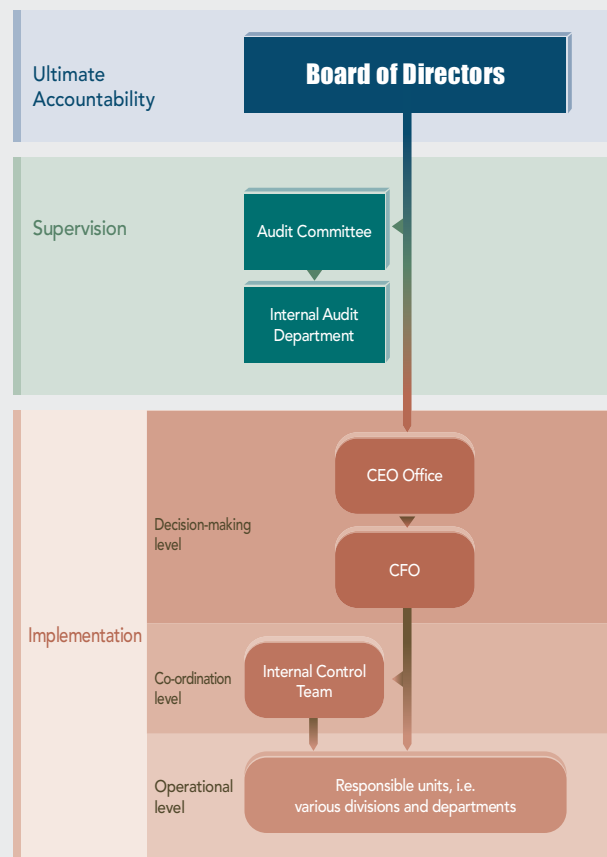 Ultimate
Accountability
Board of Directors
Supervision
Audit Committee
Internal Audit
Department
Implementation
Decision-making
level
CEO Office
CFO
Co-ordination
level
Internal Control
Team
Operational
level
Responsible units, i.e.
various divisions and departments